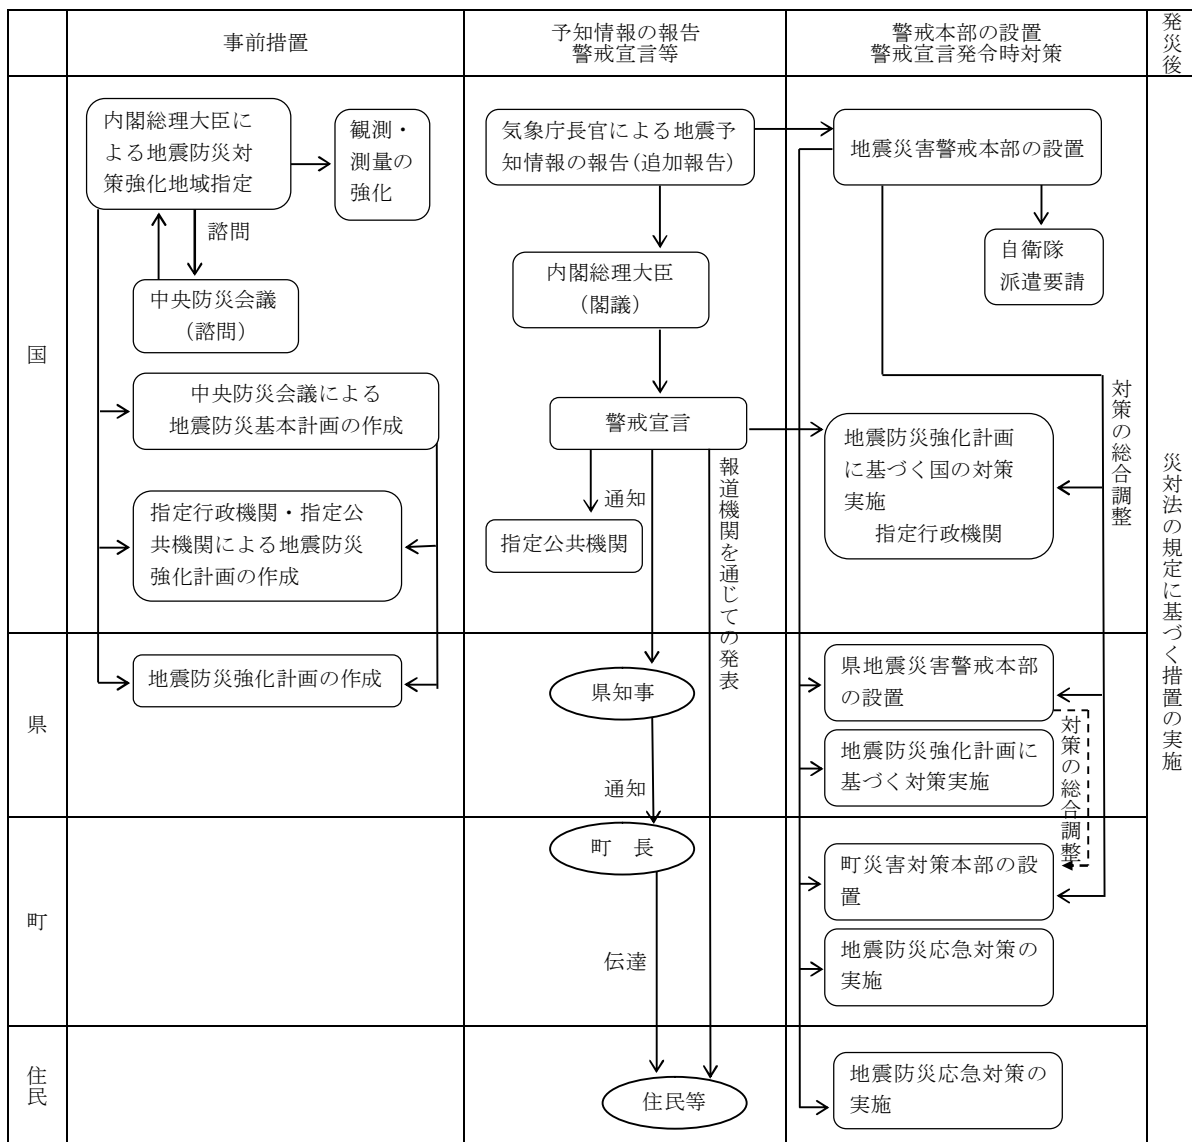 事前措置
予知情報の報告
警戒宣言等
警戒本部の設置
警戒宣言発令時対策
発災後
国
内閣総理大臣に
よる地震防災対
策強化地域指定
観測・
測量の
強化
諮問
中央防災会議
(諮問)
中央防災会議による
地震防災基本計画の作成
指定行政機関・指定公
共機関による地震防災
強化計画の作成
気象庁長官による地震予
知情報の報告(追加報告)
内閣総理大臣
(閣議)
警戒宣言
通知
指定公共機関
報道機関を通じての発表
地震災害警戒本部の設置
自衛隊
派遣要請
対策の総合調整
地震防災強化計画
に基づく国の対策
実施
指定行政機関
災対法の規定に基づく措置の実施
県
地震防災強化計画の作成
県知事
通知
県地震災害警戒本部
の設置
対策の総合調整
地震防災強化計画に
基づく対策実施
町
町 長
伝達
町災害対策本部の設
置
地震防災応急対策の
実施
住民
住民等
地震防災応急対策の
実施